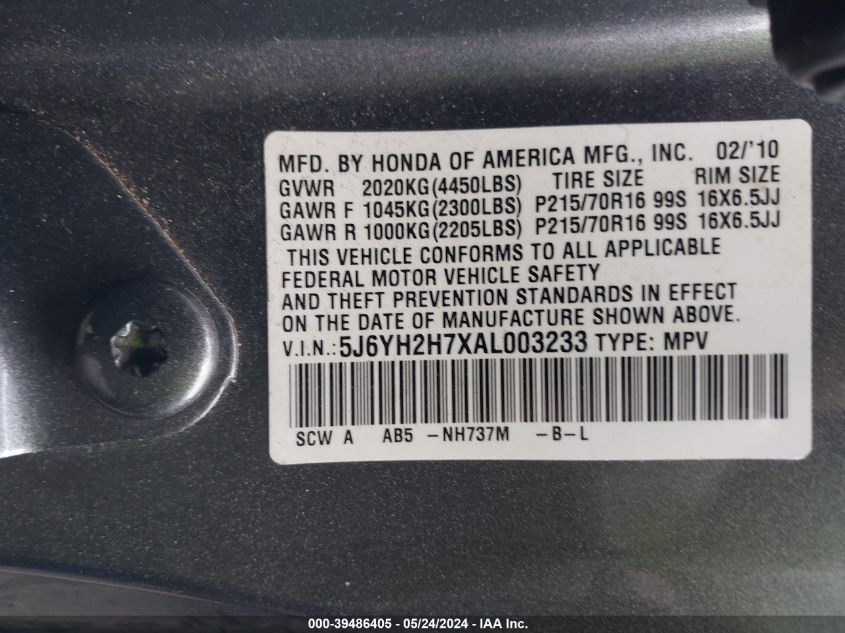 MFD. BY HONDA OF AMERICA MFG., INC. 02/'10
GVWR 2020KG(4450LBS) TIRE SIZE RIM SIZE
GAWR F 1045KG(2300LBS) P215/70R16 99S 16X6.5JJ
GAWR R 1000KG(2205LBS) P215/70R16 99S 16X6.5JJ
THIS VEHICLE CONFORMS TO ALL APPLICABLE
FEDERAL MOTOR VEHICLE SAFETY
AND THEFT PREVENTION STANDARDS IN EFFECT
ON THE DATE OF MANUFACTURE SHOWN ABOVE.
V.I.N.: 5J6YH2H7XAL003233 TYPE: MPV
SCW A AB5 -NH737M -B-L
000-39486405 - 05/24/2024 - IAA, Inc.